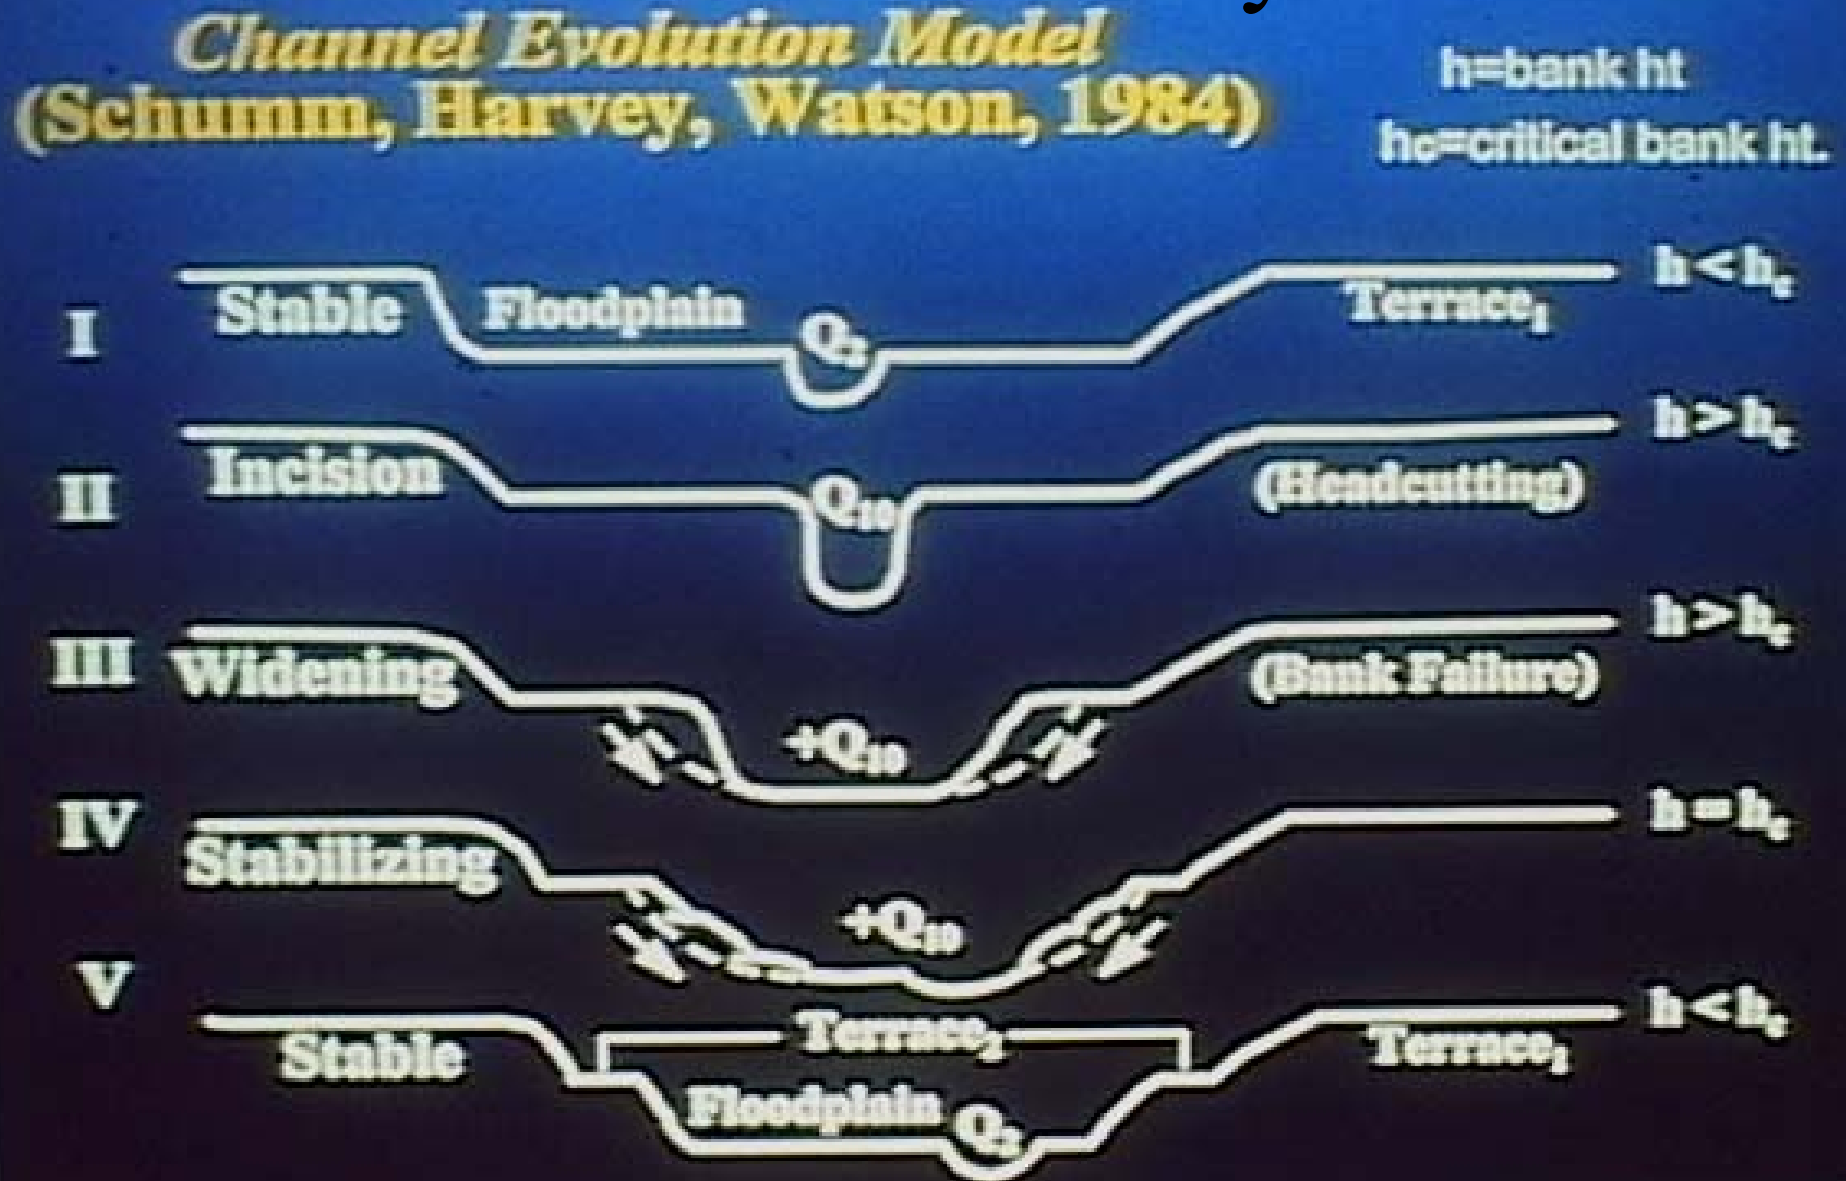 Channel Evolution Model
(Schumm, Harvey, Watson, 1984)
h=bank ht
hc=critical bank ht.
I Stable Floodplain Q₂ Terrace₁ h<hc
II Incision Q₁₀ (Headcutting) h>hc
III Widening +Q₁₀ (Bank Failure) h>hc
IV Stabilizing +Q₁₀ h=hc
V Stable Terrace₂ Terrace₁ h<hc
Floodplain Q₂